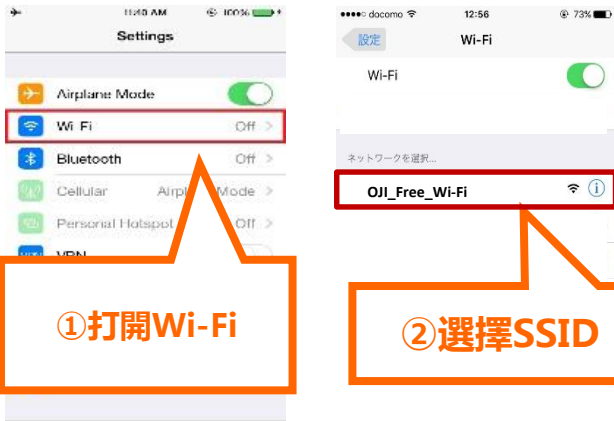 11:40 AM 100%
Settings
Airplane Mode
Wi-Fi Off
Bluetooth Off
Cellular Airplane Mode
Personal Hotspot Off
VPN
①打開Wi-Fi
docomo 12:56 73%
設定 Wi-Fi
Wi-Fi
ネットワークを選択...
OJI_Free_Wi-Fi
②選擇SSID